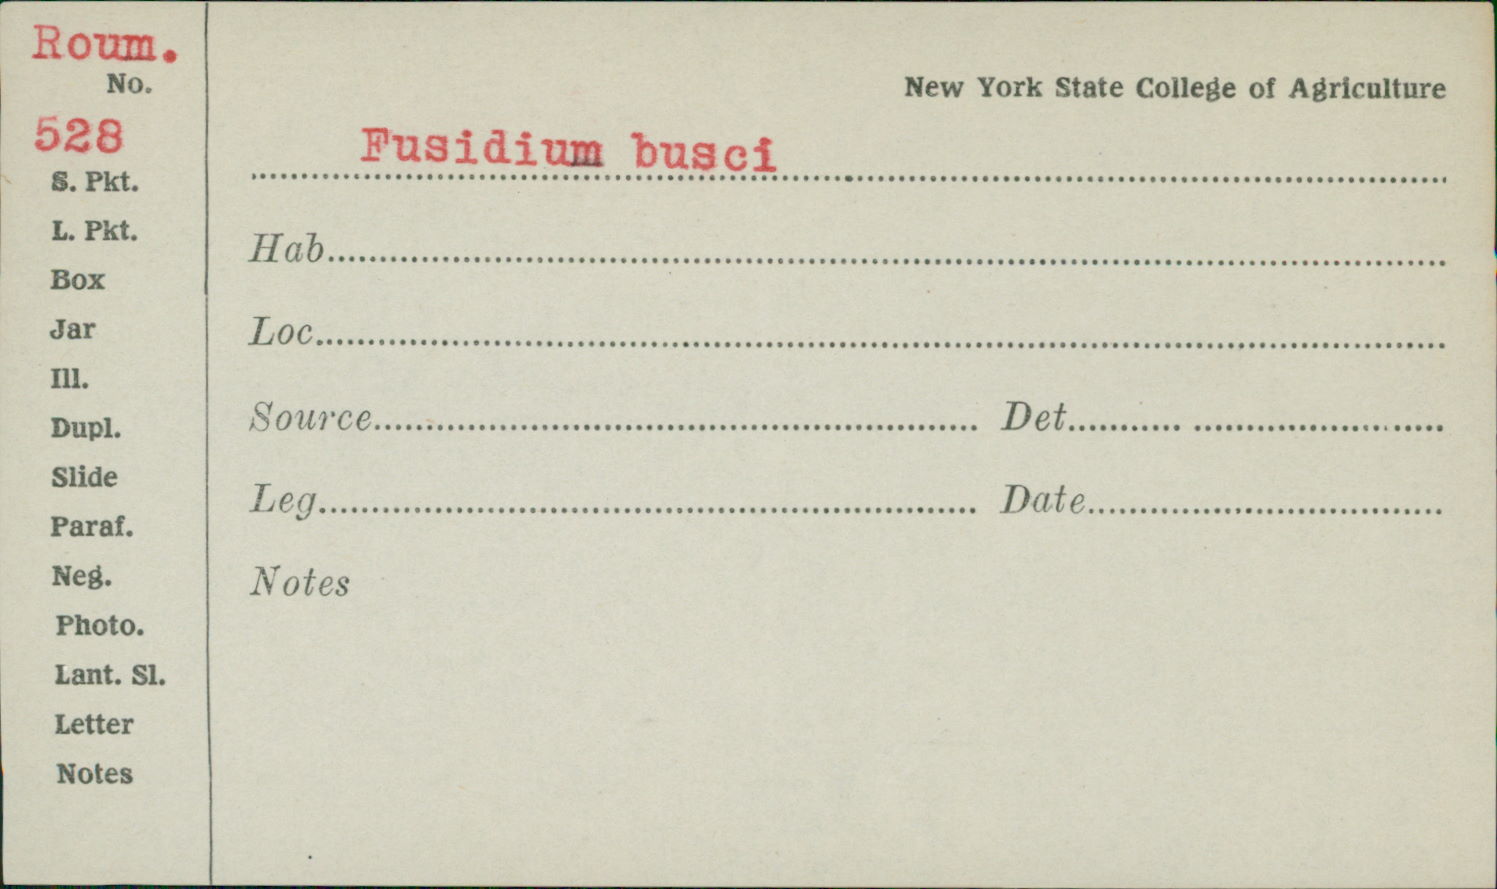 Roum.
No.
528
S. Pkt.
L. Pkt.
Box
Jar
Ill.
Dupl.
Slide
Paraf.
Neg.
Photo.
Lant. Sl.
Letter
Notes
New York State College of Agriculture
Fusidium busci
Hab
Loc
Source Det
Leg Date
Notes